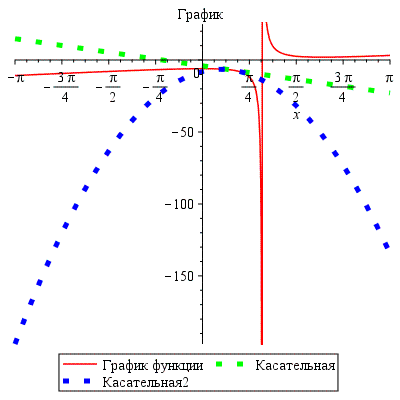 График
−π −3π/4 −π/2 −π/4 0 π/4 π/2 3π/4 π
x
−50
−100
−150
График функции Касательная
Касательная2